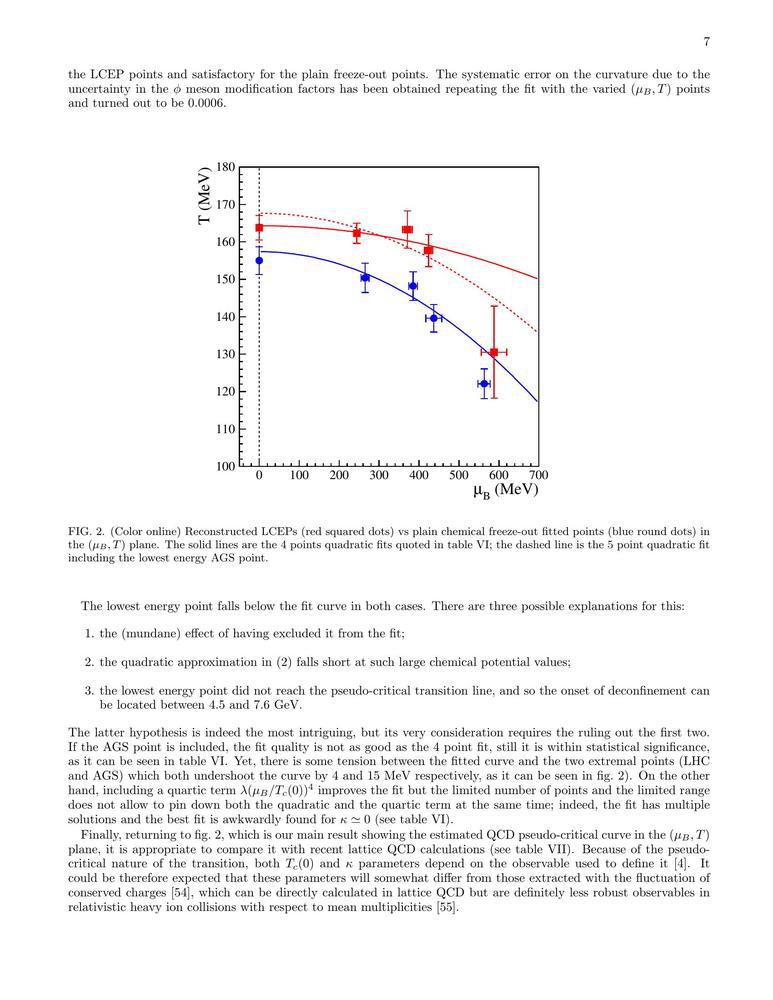 7
the LCEP points and satisfactory for the plain freeze-out points. The systematic error on the curvature due to the
uncertainty in the ϕ meson modification factors has been obtained repeating the fit with the varied (μB, T) points
and turned out to be 0.0006.
T (MeV)
180
170
160
150
140
130
120
110
100
0 100 200 300 400 500 600 700
μB (MeV)
FIG. 2. (Color online) Reconstructed LCEPs (red squared dots) vs plain chemical freeze-out fitted points (blue round dots) in
the (μB, T) plane. The solid lines are the 4 points quadratic fits quoted in table VI; the dashed line is the 5 point quadratic fit
including the lowest energy AGS point.
The lowest energy point falls below the fit curve in both cases. There are three possible explanations for this:
1. the (mundane) effect of having excluded it from the fit;
2. the quadratic approximation in (2) falls short at such large chemical potential values;
3. the lowest energy point did not reach the pseudo-critical transition line, and so the onset of deconfinement can
be located between 4.5 and 7.6 GeV.
The latter hypothesis is indeed the most intriguing, but its very consideration requires the ruling out the first two.
If the AGS point is included, the fit quality is not as good as the 4 point fit, still it is within statistical significance,
as it can be seen in table VI. Yet, there is some tension between the fitted curve and the two extremal points (LHC
and AGS) which both undershoot the curve by 4 and 15 MeV respectively, as it can be seen in fig. 2). On the other
hand, including a quartic term λ(μB/Tc(0))⁴ improves the fit but the limited number of points and the limited range
does not allow to pin down both the quadratic and the quartic term at the same time; indeed, the fit has multiple
solutions and the best fit is awkwardly found for κ ≃ 0 (see table VI).
Finally, returning to fig. 2, which is our main result showing the estimated QCD pseudo-critical curve in the (μB, T)
plane, it is appropriate to compare it with recent lattice QCD calculations (see table VII). Because of the pseudo-
critical nature of the transition, both Tc(0) and κ parameters depend on the observable used to define it [4]. It
could be therefore expected that these parameters will somewhat differ from those extracted with the fluctuation of
conserved charges [54], which can be directly calculated in lattice QCD but are definitely less robust observables in
relativistic heavy ion collisions with respect to mean multiplicities [55].